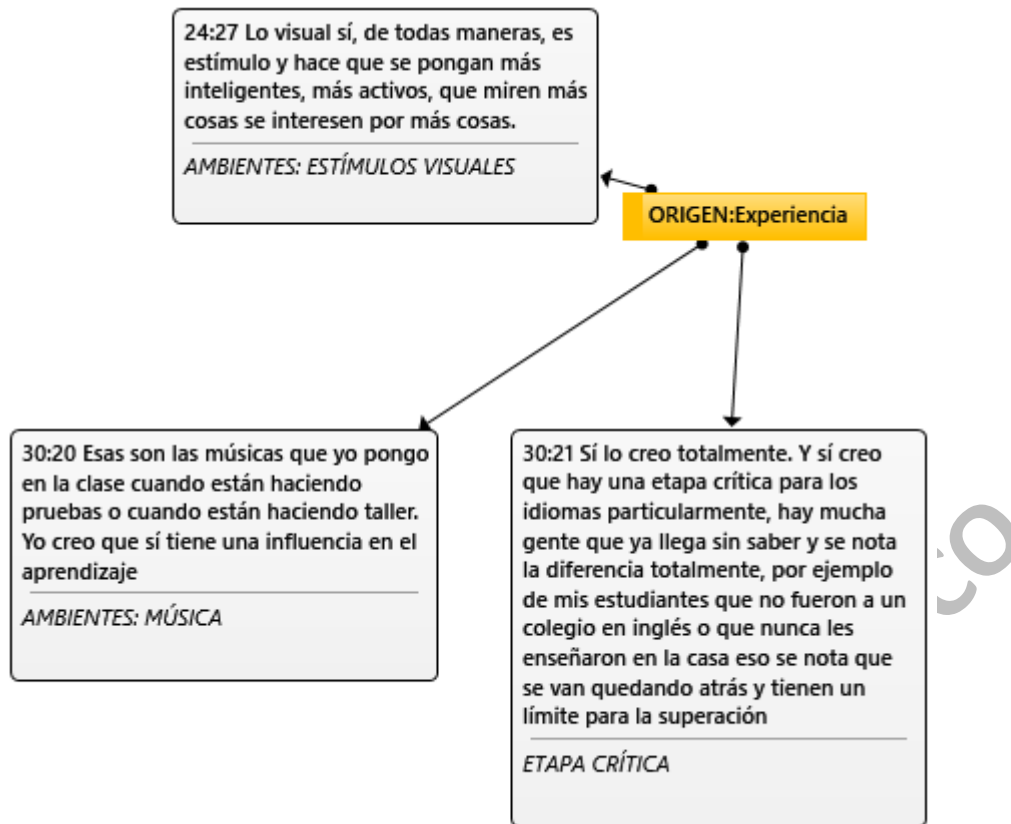 24:27 Lo visual sí, de todas maneras, es
estímulo y hace que se pongan más
inteligentes, más activos, que miren más
cosas se interesen por más cosas.
AMBIENTES: ESTÍMULOS VISUALES
ORIGEN:Experiencia
30:20 Esas son las músicas que yo pongo
en la clase cuando están haciendo
pruebas o cuando están haciendo taller.
Yo creo que sí tiene una influencia en el
aprendizaje
AMBIENTES: MÚSICA
30:21 Sí lo creo totalmente. Y sí creo
que hay una etapa crítica para los
idiomas particularmente, hay mucha
gente que ya llega sin saber y se nota
la diferencia totalmente, por ejemplo
de mis estudiantes que no fueron a un
colegio en inglés o que nunca les
enseñaron en la casa eso se nota que
se van quedando atrás y tienen un
límite para la superación
ETAPA CRÍTICA